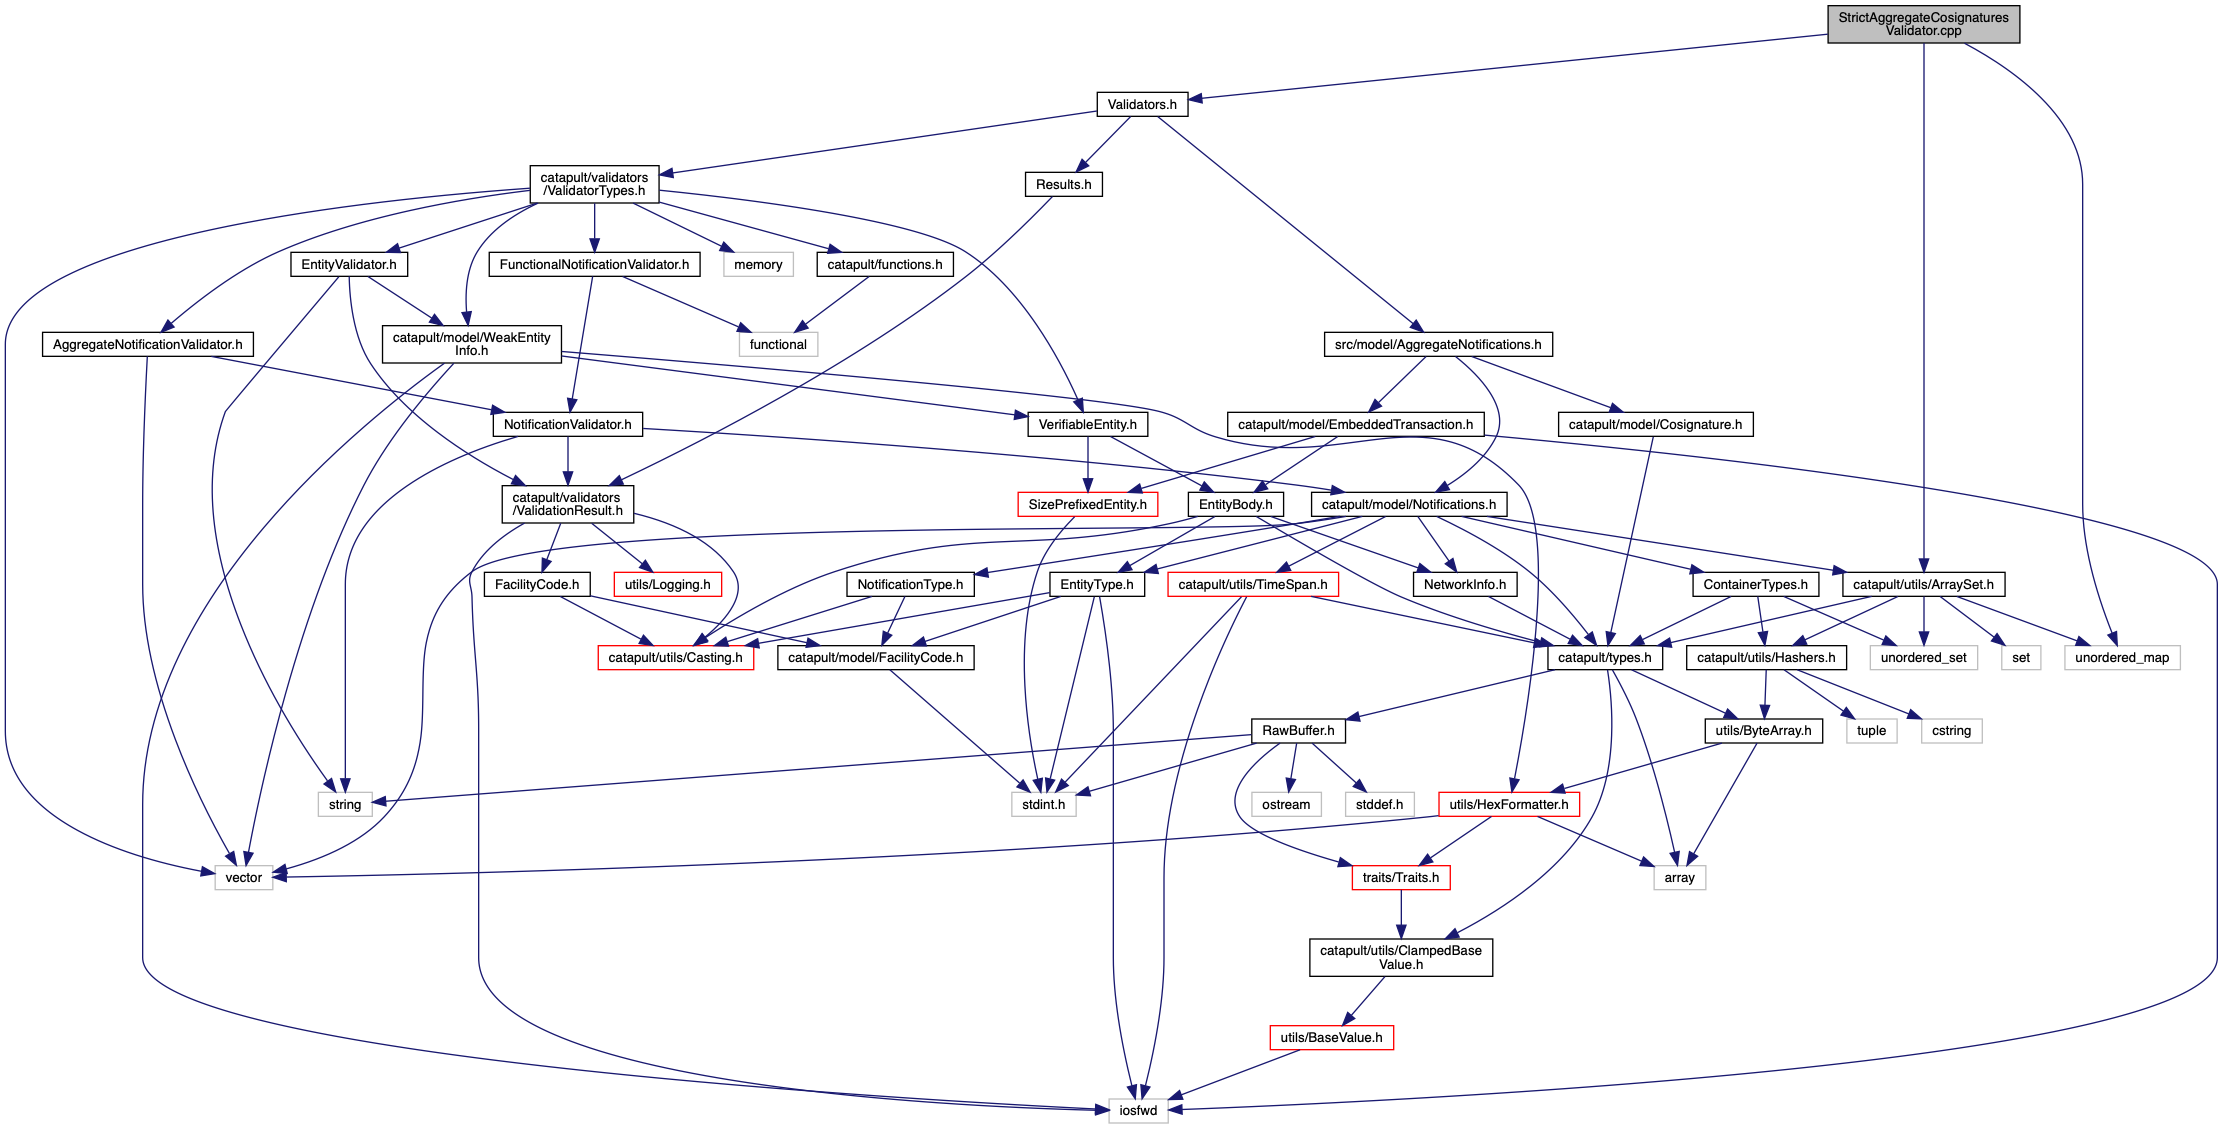 StrictAggregateCosignatures
Validator.cpp
Validators.h
catapult/validators
/ValidatorTypes.h
Results.h
EntityValidator.h
FunctionalNotificationValidator.h
memory
catapult/functions.h
AggregateNotificationValidator.h
catapult/model/WeakEntity
Info.h
functional
src/model/AggregateNotifications.h
NotificationValidator.h
VerifiableEntity.h
catapult/model/EmbeddedTransaction.h
catapult/model/Cosignature.h
catapult/validators
/ValidationResult.h
SizePrefixedEntity.h
EntityBody.h
catapult/model/Notifications.h
FacilityCode.h
utils/Logging.h
NotificationType.h
EntityType.h
catapult/utils/TimeSpan.h
NetworkInfo.h
ContainerTypes.h
catapult/utils/ArraySet.h
catapult/utils/Casting.h
catapult/model/FacilityCode.h
catapult/types.h
catapult/utils/Hashers.h
unordered_set
set
unordered_map
RawBuffer.h
utils/ByteArray.h
tuple
cstring
string
stdint.h
ostream
stddef.h
utils/HexFormatter.h
vector
traits/Traits.h
array
catapult/utils/ClampedBase
Value.h
utils/BaseValue.h
iosfwd